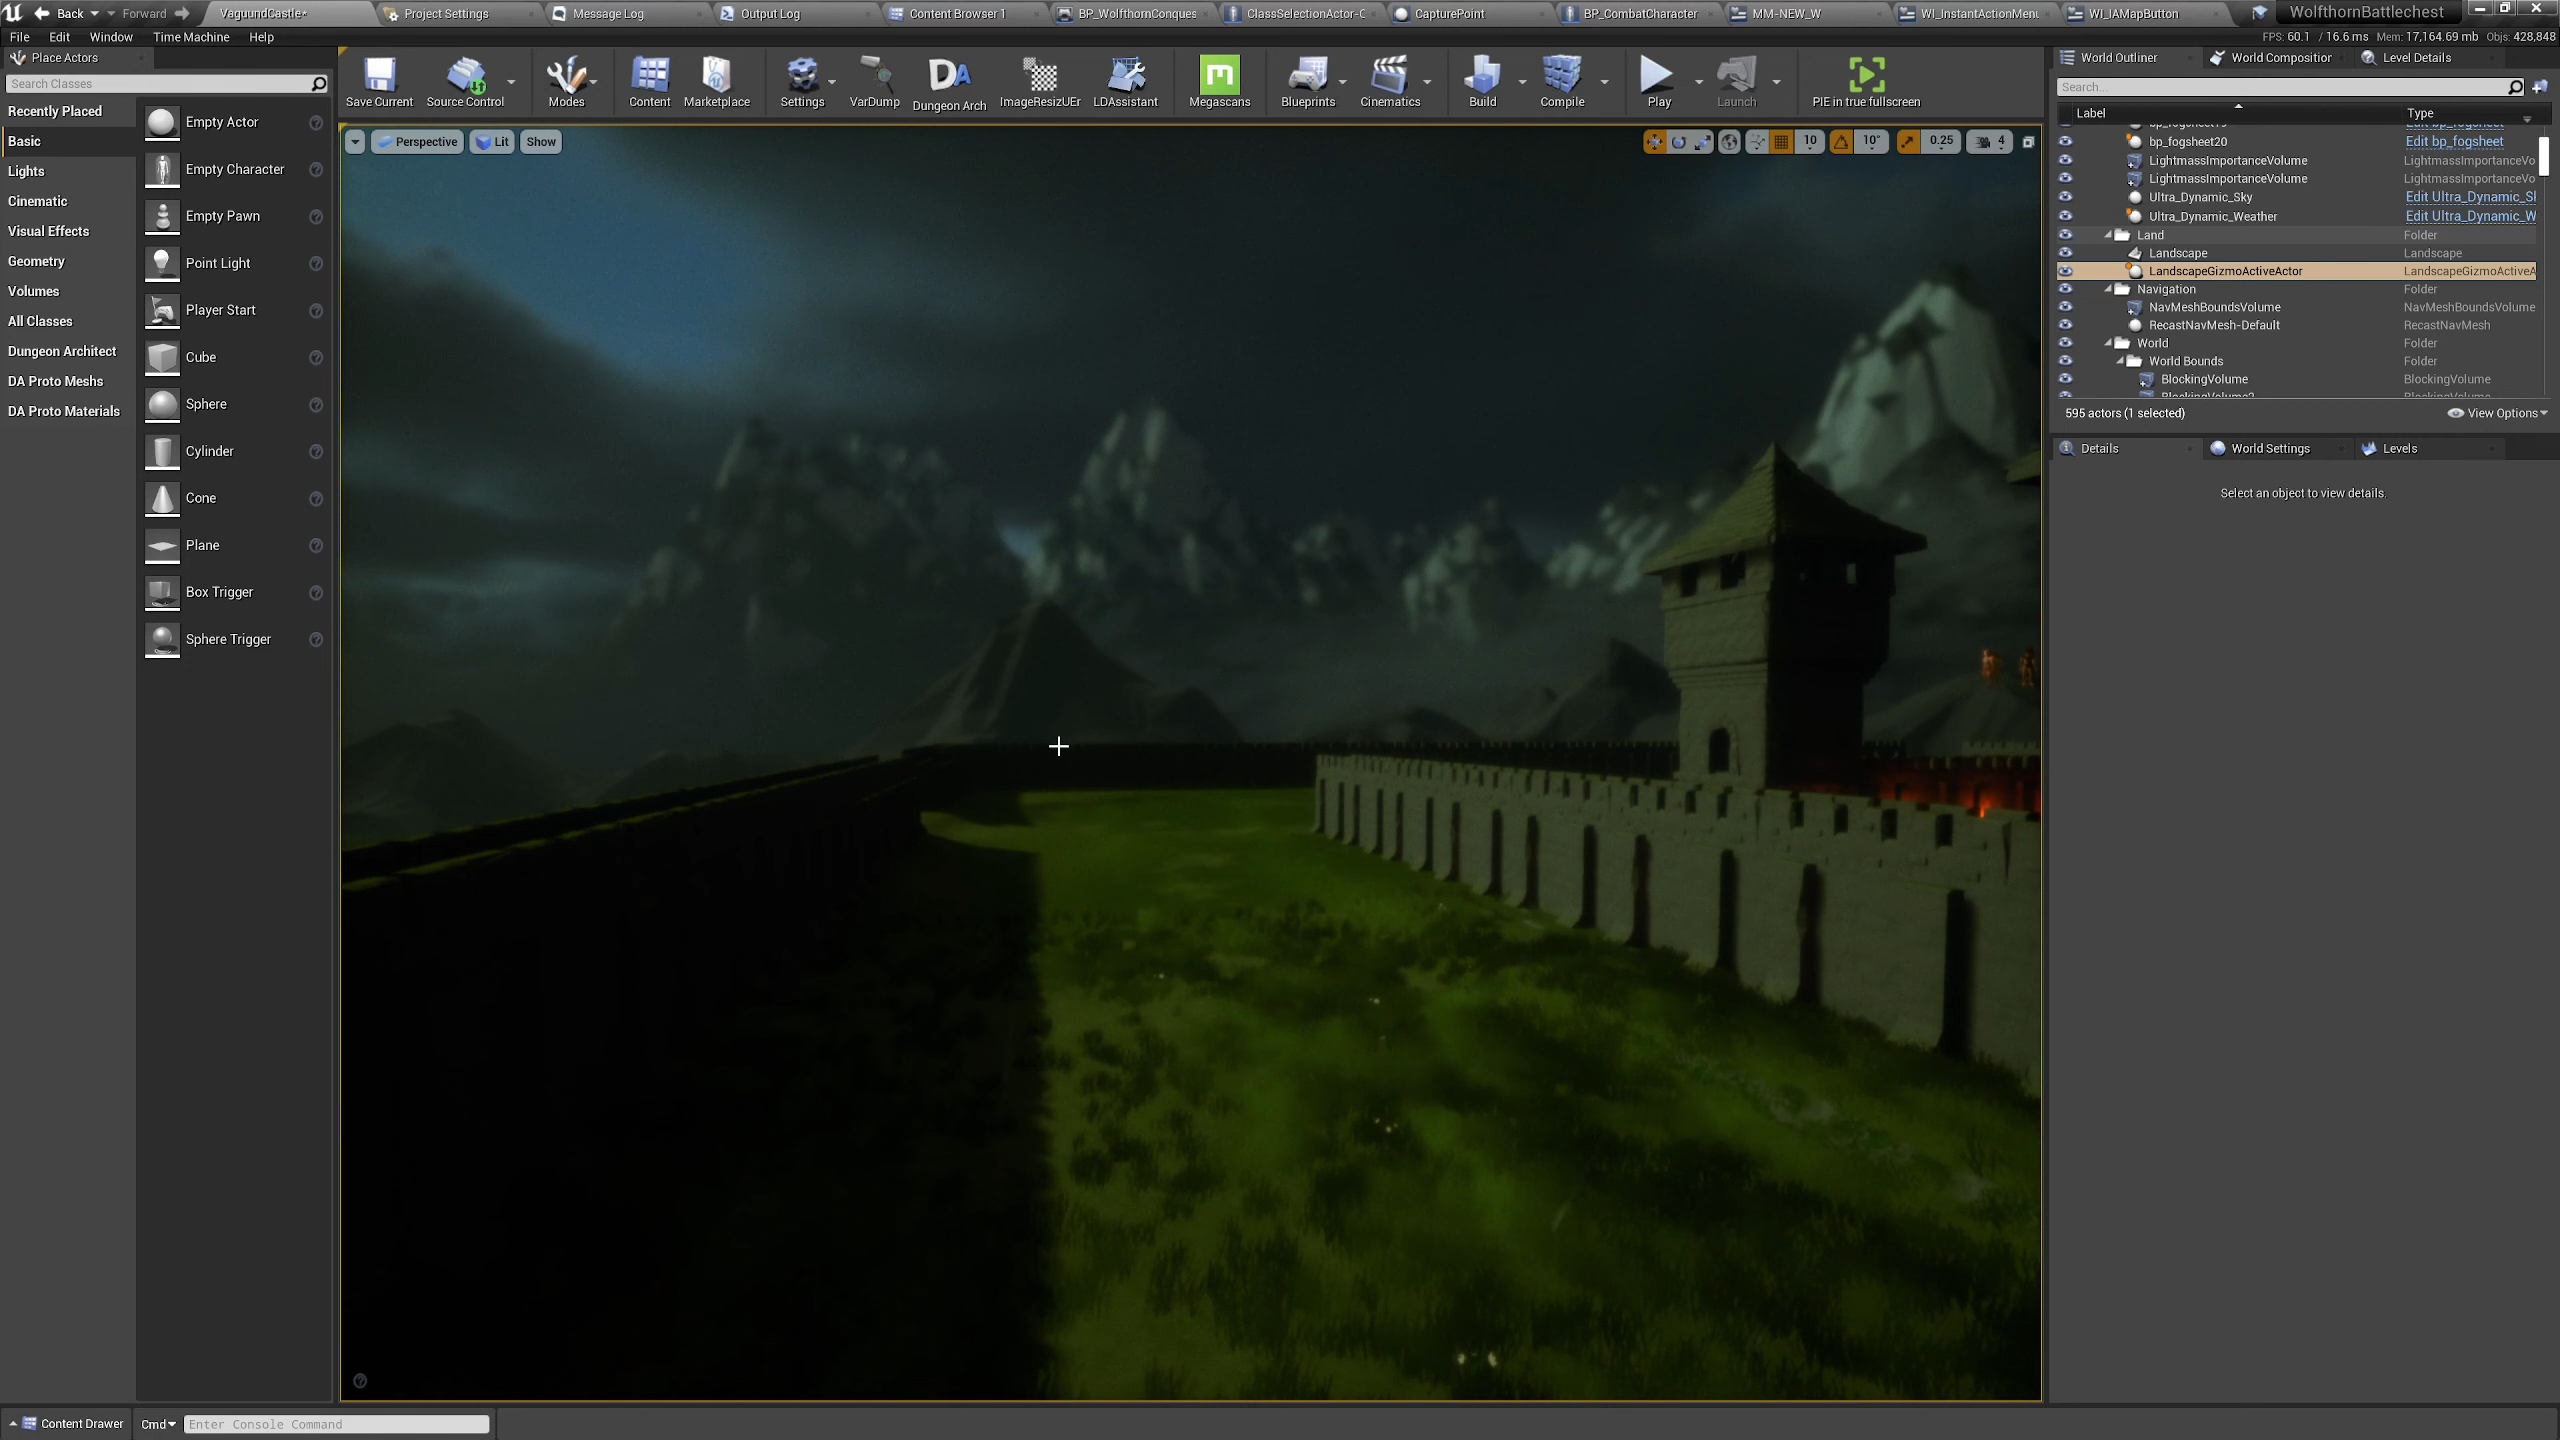 Back
Forward
VaguundCastle*
Project Settings
Message Log
Output Log
Content Browser 1
BP_WolfthornConques
ClassSelectionActor-C
CapturePoint
BP_CombatCharacter
MM-NEW_W
WI_InstantActionMenu
WI_IAMapButton
WolfthornBattlechest
File
Edit
Window
Time Machine
Help
FPS: 60.1 / 16.6 ms Mem: 17,164.69 mb Objs: 428,848
Place Actors
Search Classes
Recently Placed
Basic
Lights
Cinematic
Visual Effects
Geometry
Volumes
All Classes
Dungeon Architect
DA Proto Meshs
DA Proto Materials
Empty Actor
Empty Character
Empty Pawn
Point Light
Player Start
Cube
Sphere
Cylinder
Cone
Plane
Box Trigger
Sphere Trigger
Save Current
Source Control
Modes
Content
Marketplace
Settings
VarDump
Dungeon Arch
ImageResizUEr
LDAssistant
Megascans
Blueprints
Cinematics
Build
Compile
Play
Launch
PIE in true fullscreen
Perspective
Lit
Show
10
10°
0.25
4
World Outliner
World Composition
Level Details
Search...
Label
Type
bp_fogsheet20
Edit bp_fogsheet
LightmassImportanceVolume
LightmassImportanceVo
LightmassImportanceVolume
LightmassImportanceVo
Ultra_Dynamic_Sky
Edit Ultra_Dynamic_Sl
Ultra_Dynamic_Weather
Edit Ultra_Dynamic_W
Land
Folder
Landscape
Landscape
LandscapeGizmoActiveActor
LandscapeGizmoActiveA
Navigation
Folder
NavMeshBoundsVolume
NavMeshBoundsVolume
RecastNavMesh-Default
RecastNavMesh
World
Folder
World Bounds
Folder
BlockingVolume
BlockingVolume
595 actors (1 selected)
View Options
Details
World Settings
Levels
Select an object to view details.
Content Drawer
Cmd
Enter Console Command